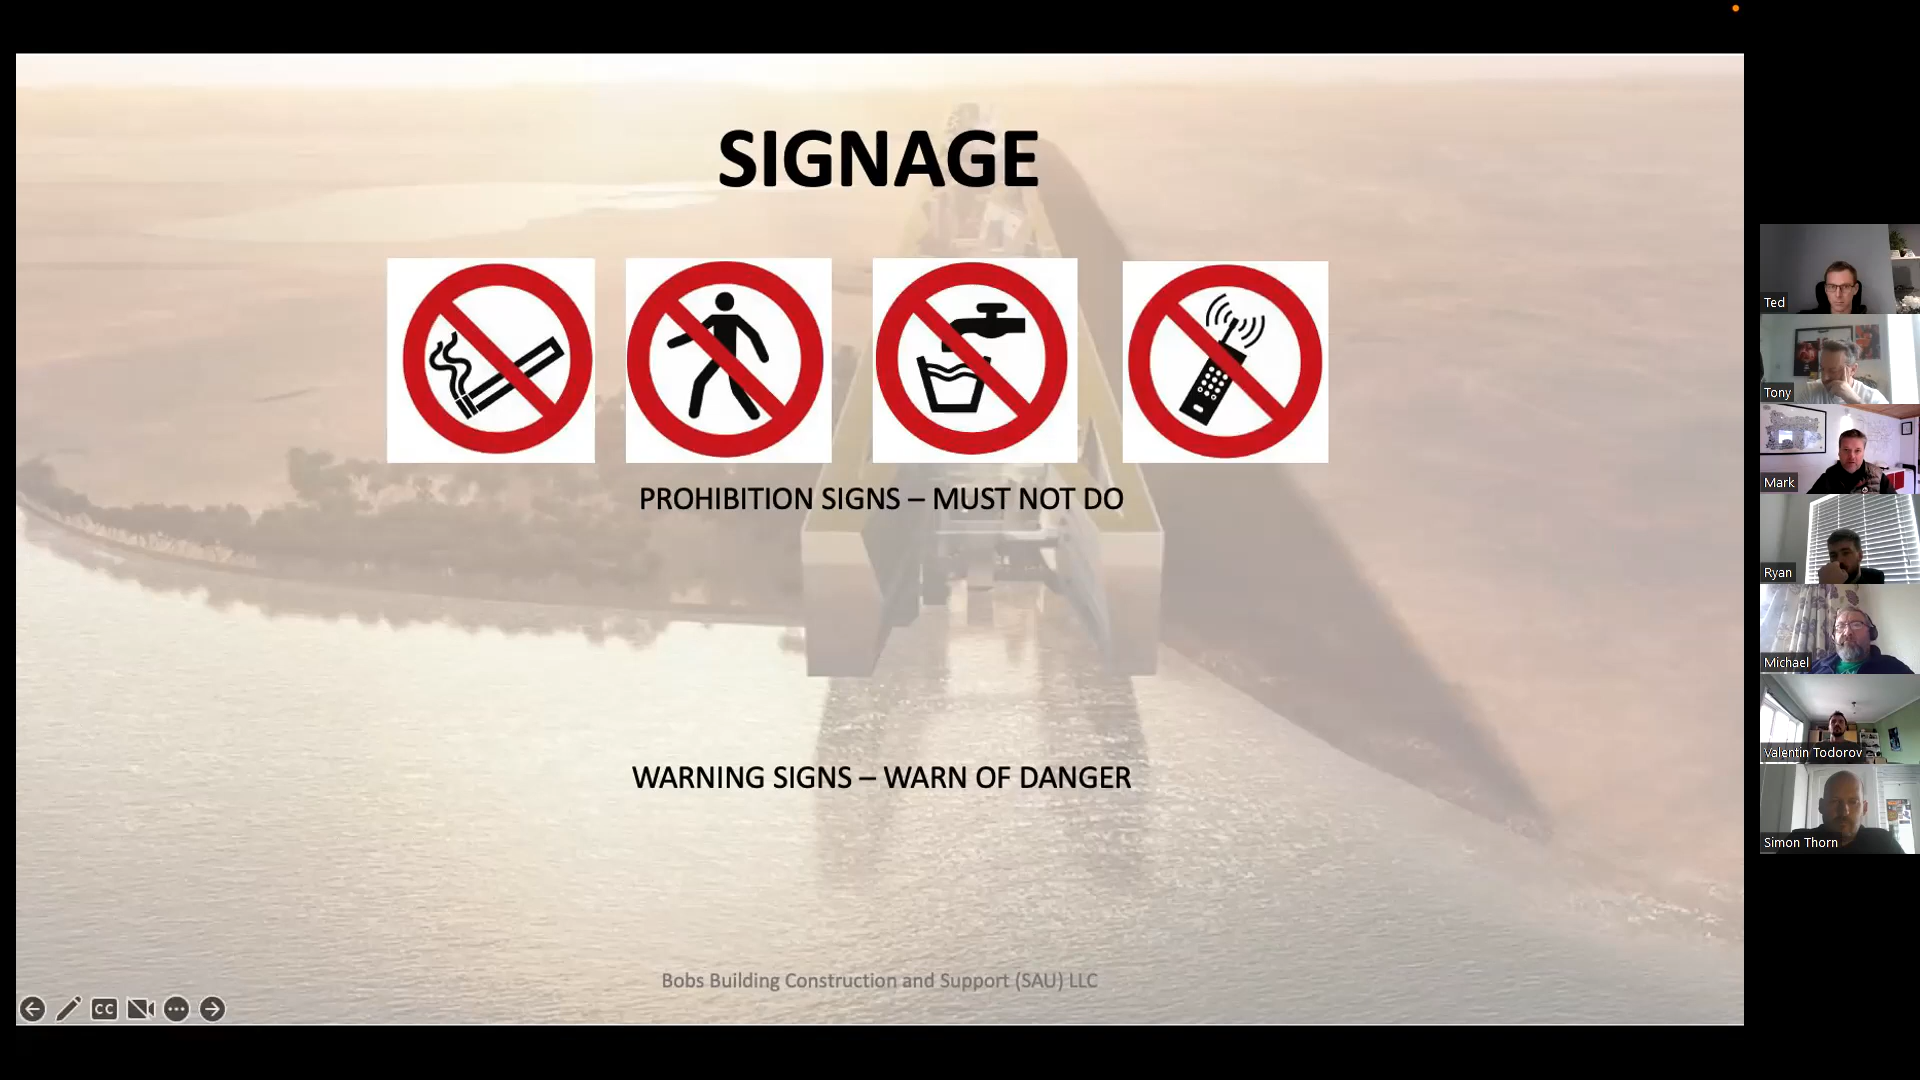 SIGNAGE
PROHIBITION SIGNS – MUST NOT DO
WARNING SIGNS – WARN OF DANGER
Bobs Building Construction and Support (SAU) LLC
CC
Ted
Tony
Mark
Ryan
Michael
Valentin Todorov
Simon Thorn